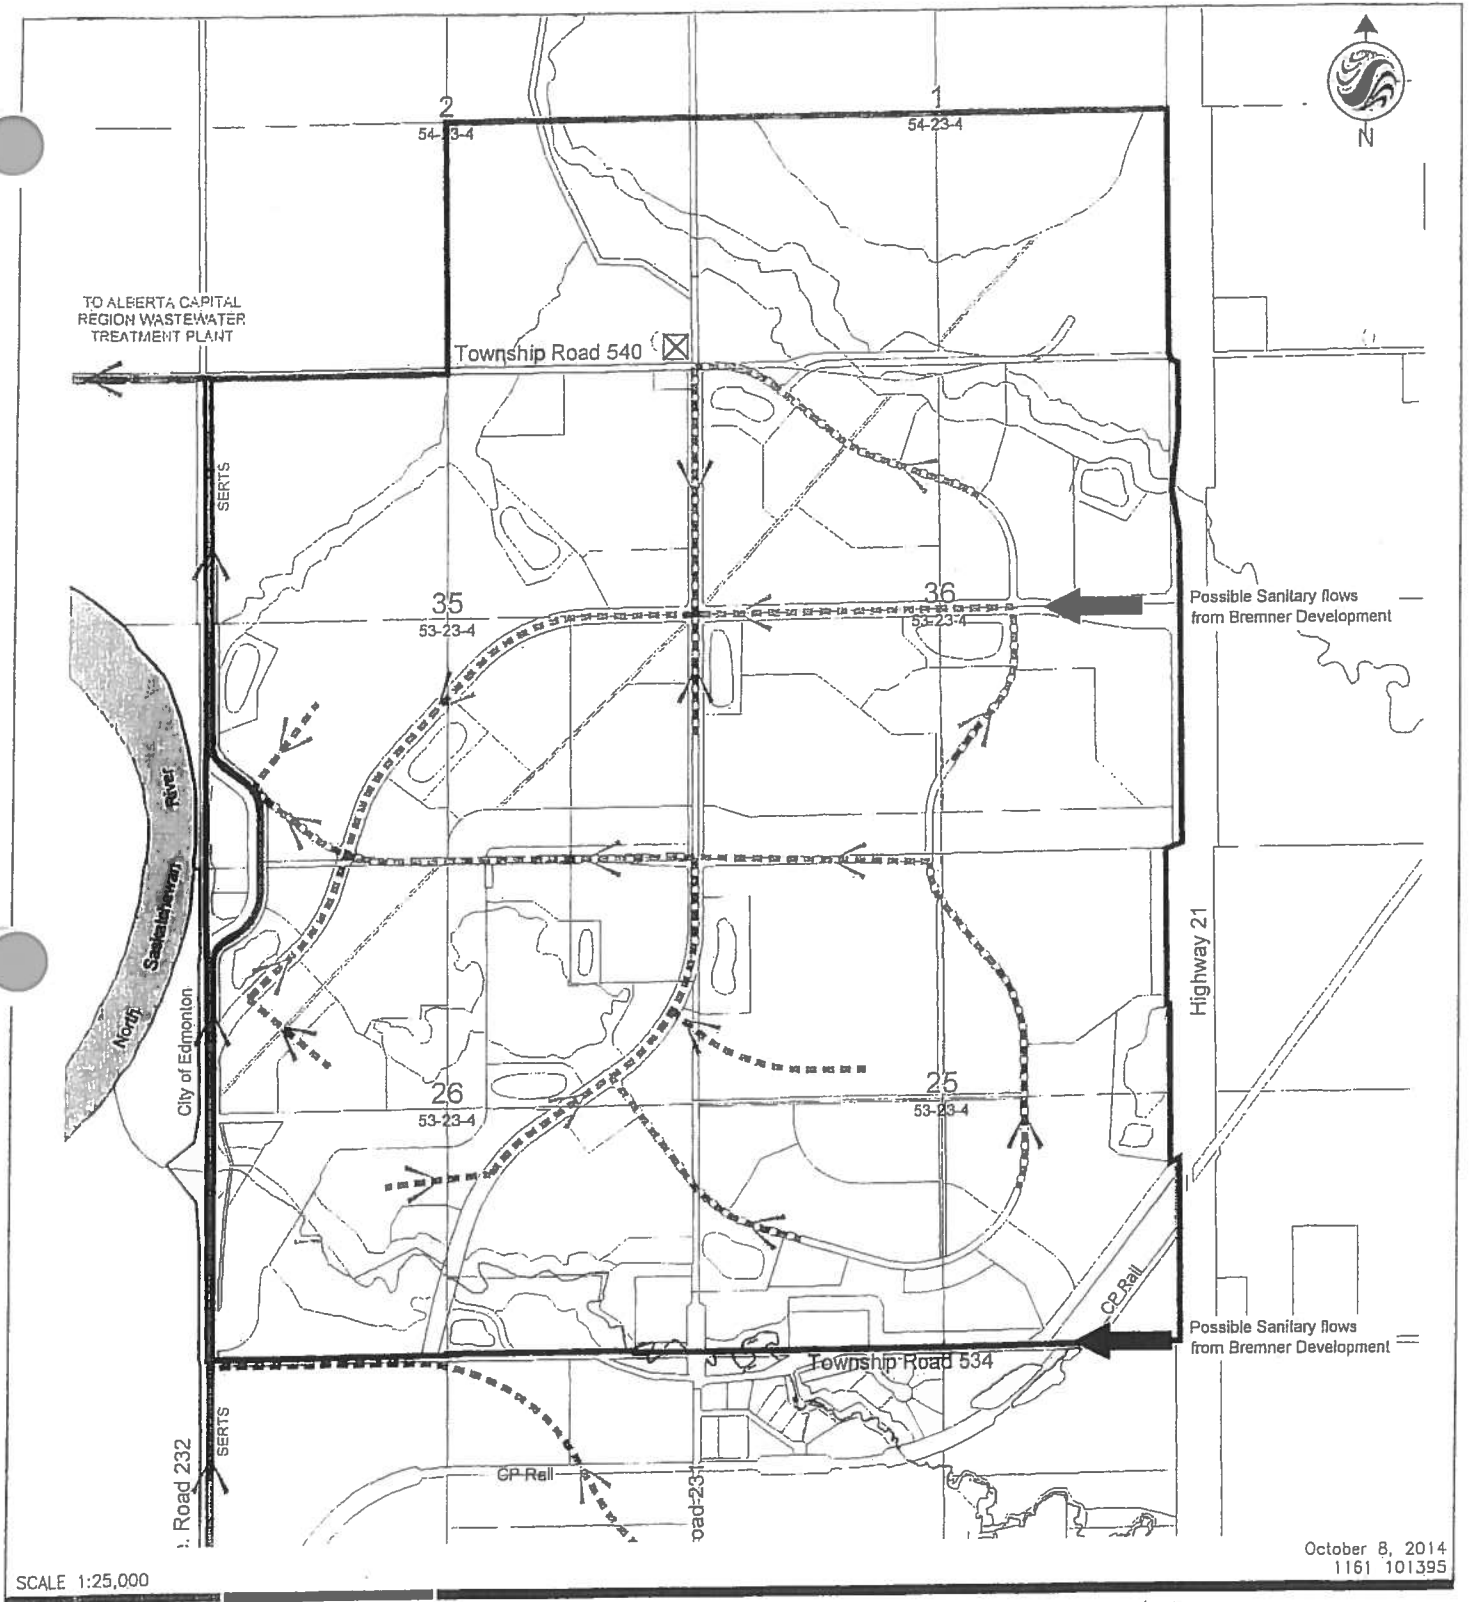 2
54-23-4
1
54-23-4
N
TO ALBERTA CAPITAL
REGION WASTEWATER
TREATMENT PLANT
Township Road 540
SERTS
35
53-23-4
36
53-23-4
Possible Sanitary flows
from Bremner Development
North Saskatchewan River
City of Edmonton
Highway 21
26
53-23-4
25
53-23-4
CP Rail
Possible Sanitary flows
from Bremner Development
Township Road 534
SERTS
Road 232
CP Rail
oad 231
October 8, 2014
1161 101395
SCALE 1:25,000